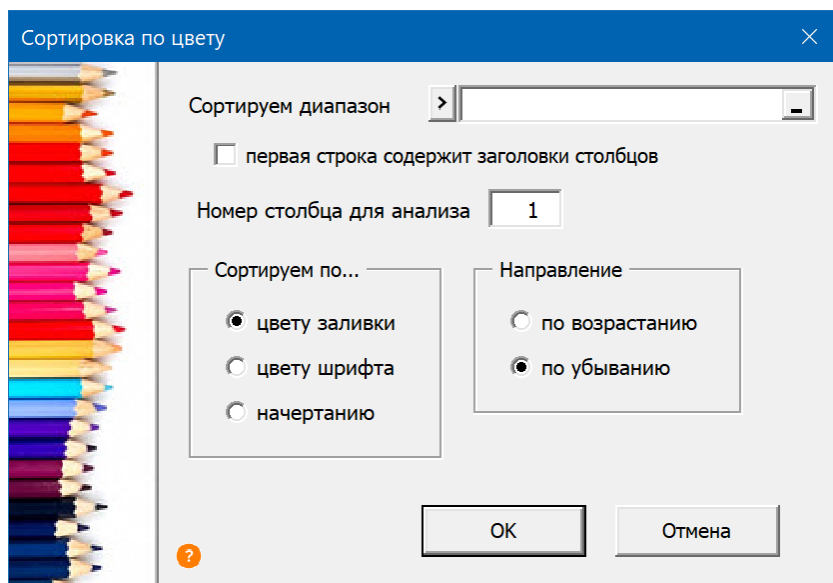 Сортировка по цвету
Сортируем диапазон >
первая строка содержит заголовки столбцов
Номер столбца для анализа 1
Сортируем по... Направление
цвету заливки по возрастанию
цвету шрифта по убыванию
начертанию
? OK Отмена